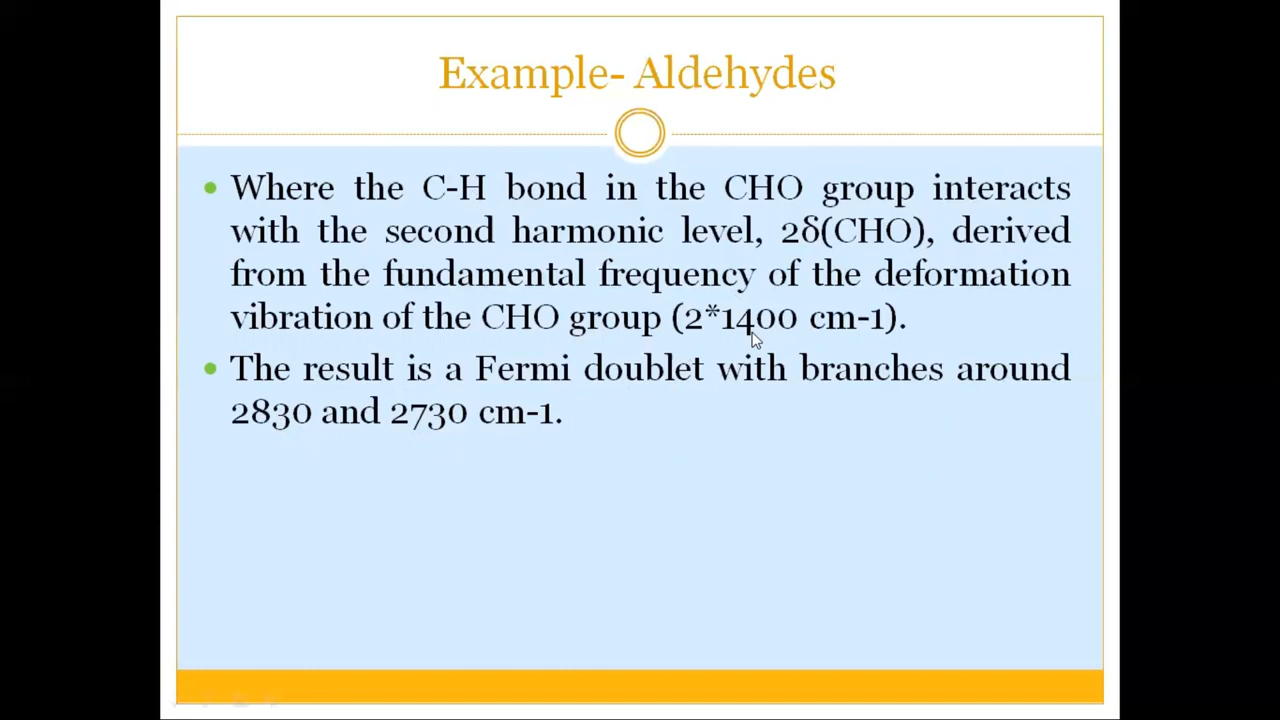 Example- Aldehydes
• Where the C-H bond in the CHO group interacts
with the second harmonic level, 2δ(CHO), derived
from the fundamental frequency of the deformation
vibration of the CHO group (2*1400 cm-1).
• The result is a Fermi doublet with branches around
2830 and 2730 cm-1.